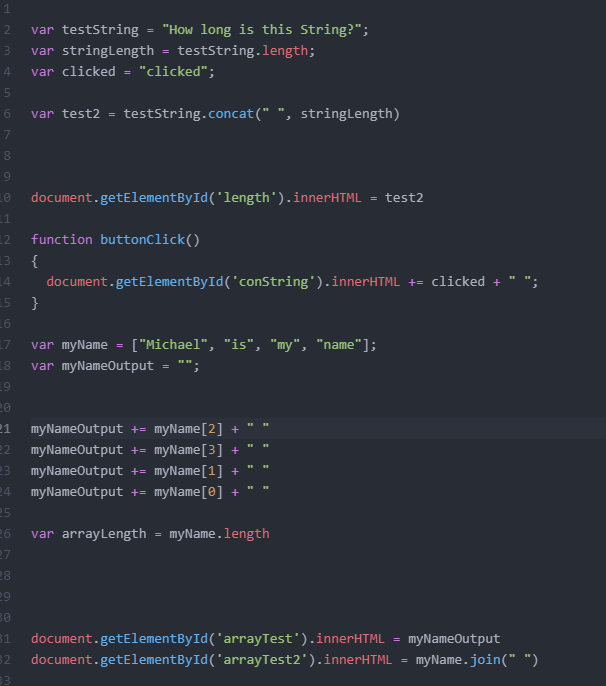 1
2 var testString = "How long is this String?";
3 var stringLength = testString.length;
4 var clicked = "clicked";
5
6 var test2 = testString.concat(" ", stringLength)
7
8
9
10 document.getElementById('length').innerHTML = test2
11
12 function buttonClick()
13 {
14   document.getElementById('conString').innerHTML += clicked + " ";
15 }
16
17 var myName = ["Michael", "is", "my", "name"];
18 var myNameOutput = "";
19
20
21 myNameOutput += myName[2] + " "
22 myNameOutput += myName[3] + " "
23 myNameOutput += myName[1] + " "
24 myNameOutput += myName[0] + " "
25
26 var arrayLength = myName.length
27
28
29
30
31 document.getElementById('arrayTest').innerHTML = myNameOutput
32 document.getElementById('arrayTest2').innerHTML = myName.join(" ")
33